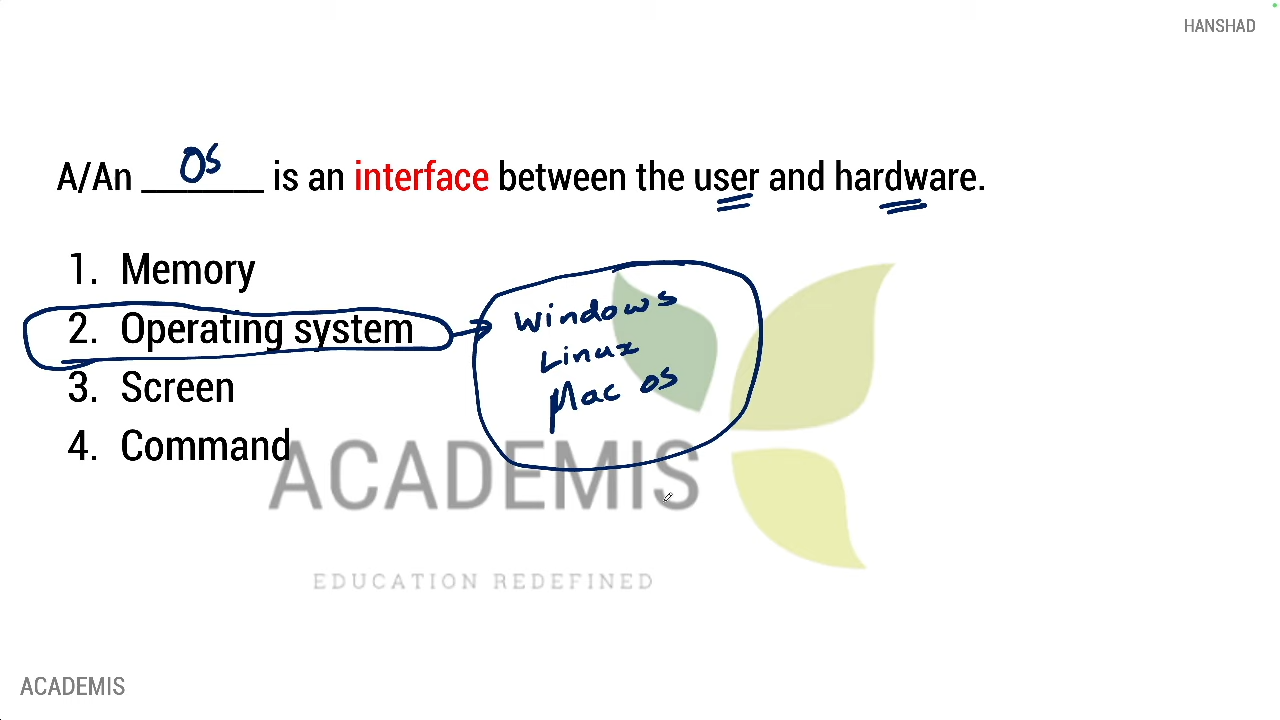 HANSHAD
OS
A/An ________ is an interface between the user and hardware.
1. Memory
2. Operating system
3. Screen
4. Command
Windows
Linux
Mac OS
ACADEMIS
EDUCATION REDEFINED
ACADEMIS